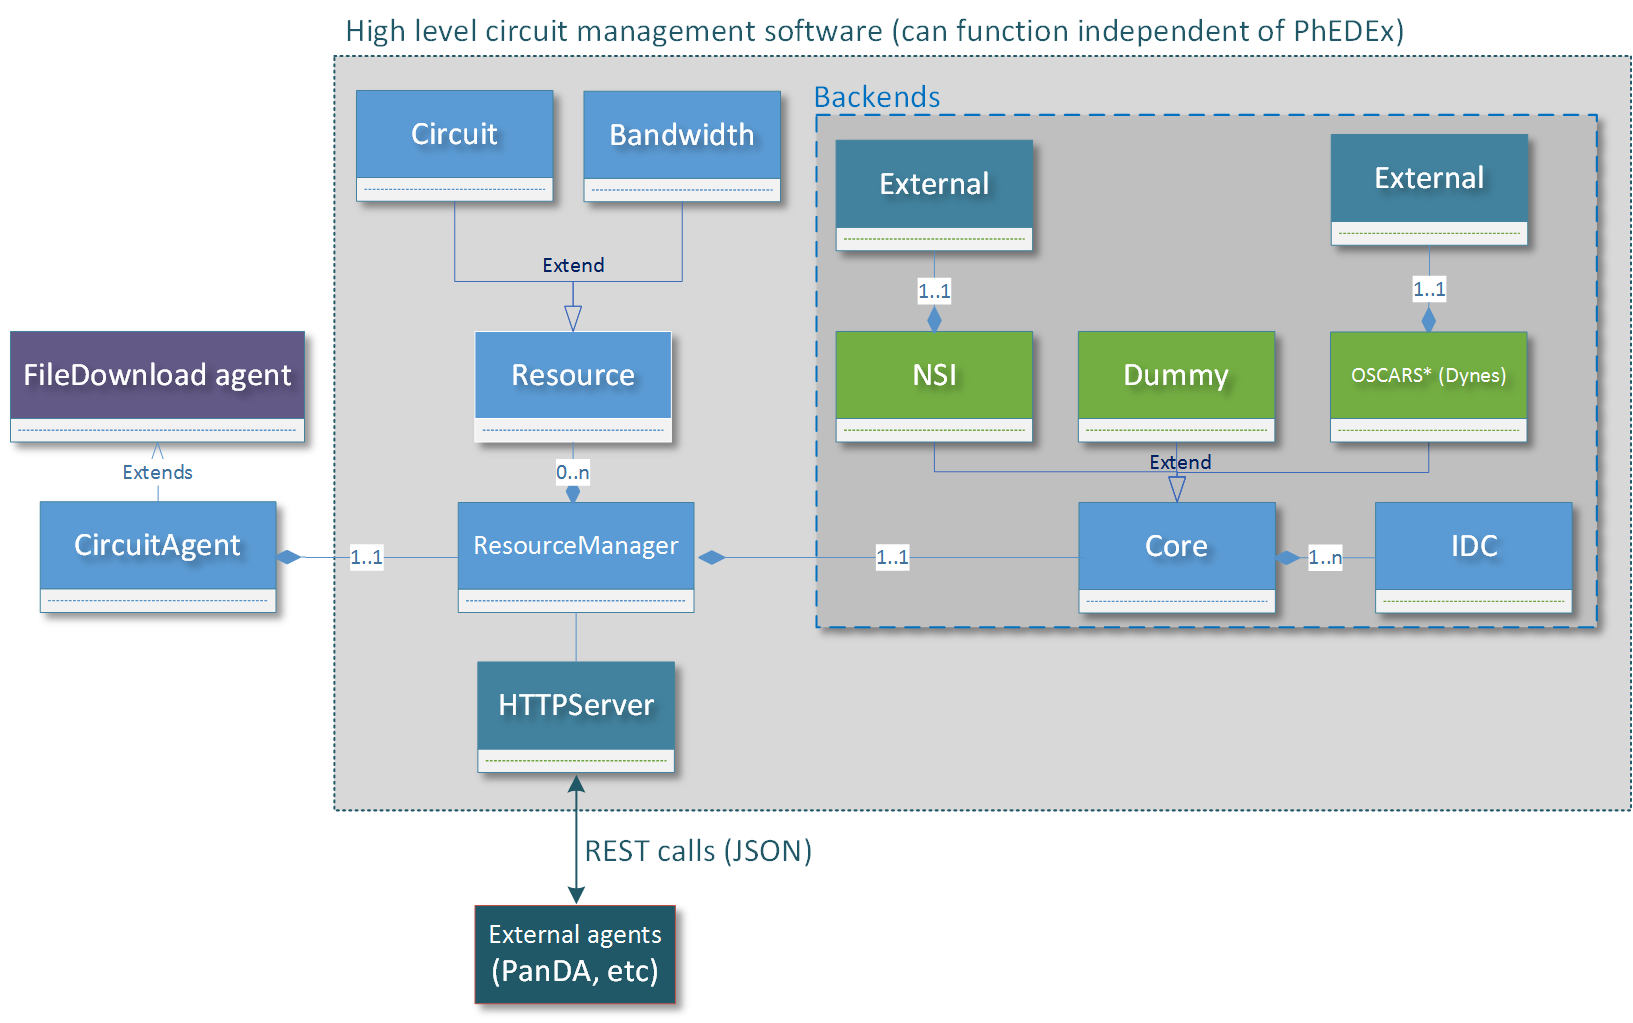 High level circuit management software (can function independent of PhEDEx)
Backends
Circuit
Bandwidth
External
External
Extend
1..1
1..1
FileDownload agent
Resource
NSI
Dummy
OSCARS* (Dynes)
Extends
0..n
Extend
CircuitAgent
1..1
ResourceManager
1..1
Core
1..n
IDC
HTTPServer
REST calls (JSON)
External agents
(PanDA, etc)